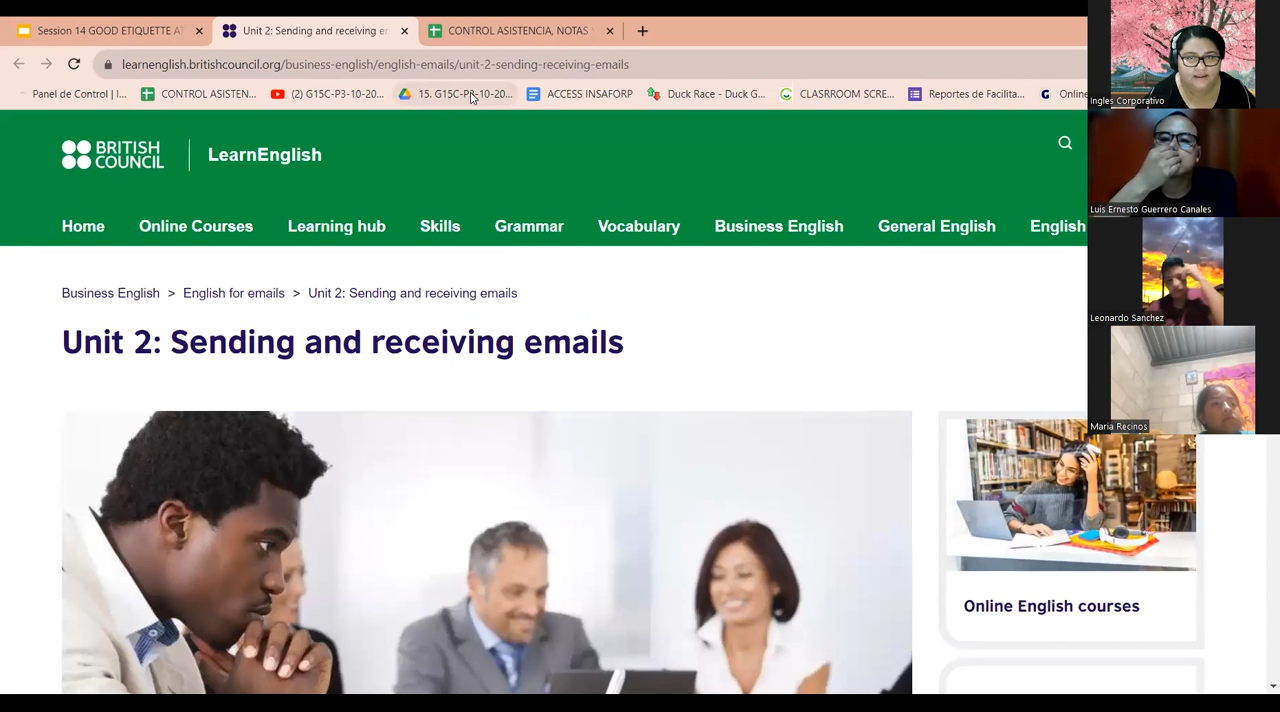 Session 14 GOOD ETIQUETTE A
Unit 2: Sending and receiving e
CONTROL ASISTENCIA, NOTAS
learnenglish.britishcouncil.org/business-english/english-emails/unit-2-sending-receiving-emails
Panel de Control | I... CONTROL ASISTEN... (2) G15C-P3-10-20... 15. G15C-P3-10-20... ACCESS INSAFORP Duck Race - Duck G... CLASRROOM SCRE... Reportes de Facilita... Online
Ingles Corporativo
BRITISH
COUNCIL
LearnEnglish
Home Online Courses Learning hub Skills Grammar Vocabulary Business English General English English
Luis Ernesto Guerrero Canales
Business English > English for emails > Unit 2: Sending and receiving emails
Leonardo Sanchez
Unit 2: Sending and receiving emails
Maria Recinos
Online English courses